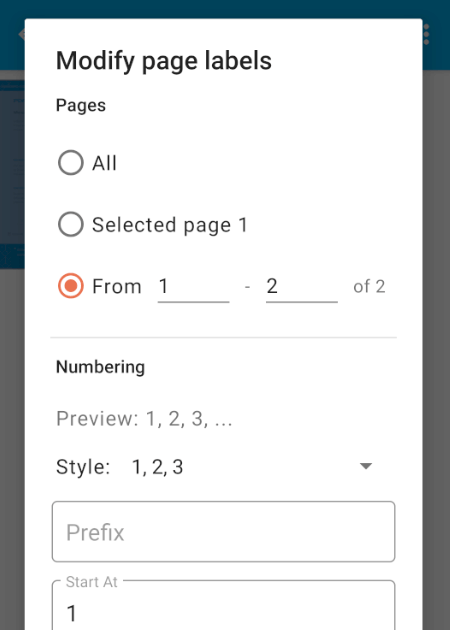 Modify page labels
Pages
All
Selected page 1
From 1 - 2 of 2
Numbering
Preview: 1, 2, 3, ...
Style: 1, 2, 3
Prefix
Start At
1